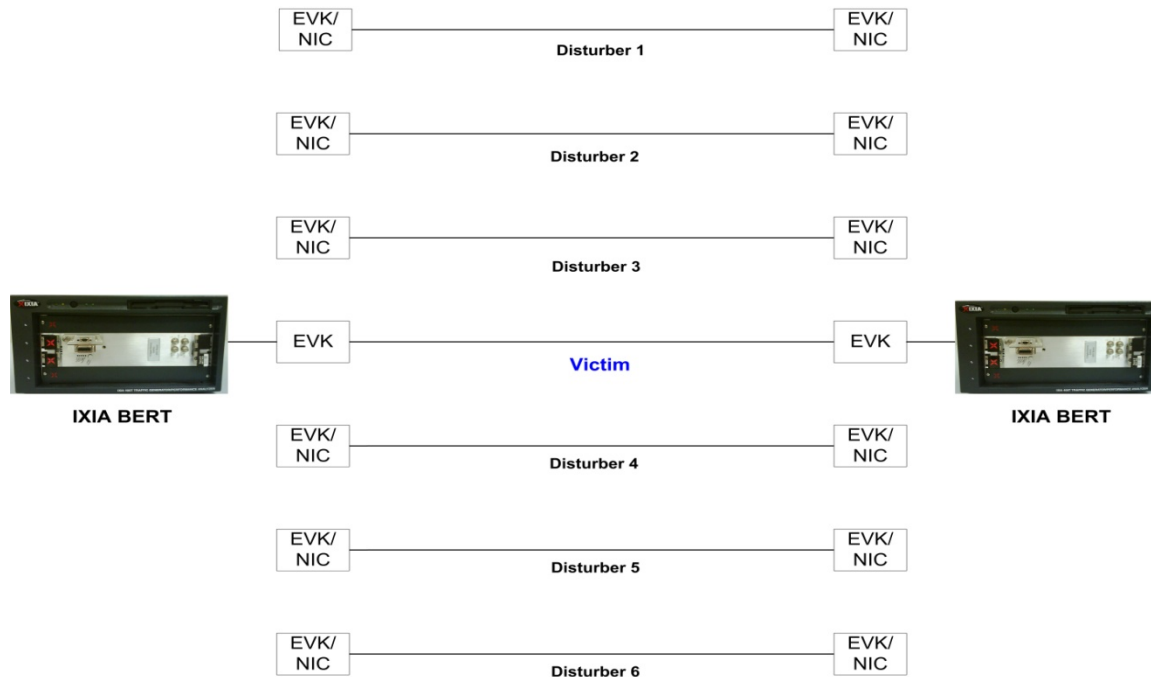 EVK/ EVK/
NIC NIC
Disturber 1
EVK/ EVK/
NIC NIC
Disturber 2
EVK/ EVK/
NIC NIC
Disturber 3
IXIA IXIA
EVK EVK
Victim
IXIA BERT IXIA BERT
EVK/ EVK/
NIC NIC
Disturber 4
EVK/ EVK/
NIC NIC
Disturber 5
EVK/ EVK/
NIC NIC
Disturber 6